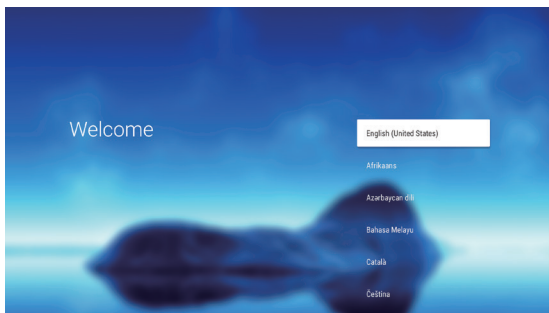 Welcome
English (United States)
Afrikaans
Azərbaycan dili
Bahasa Melayu
Català
Čeština